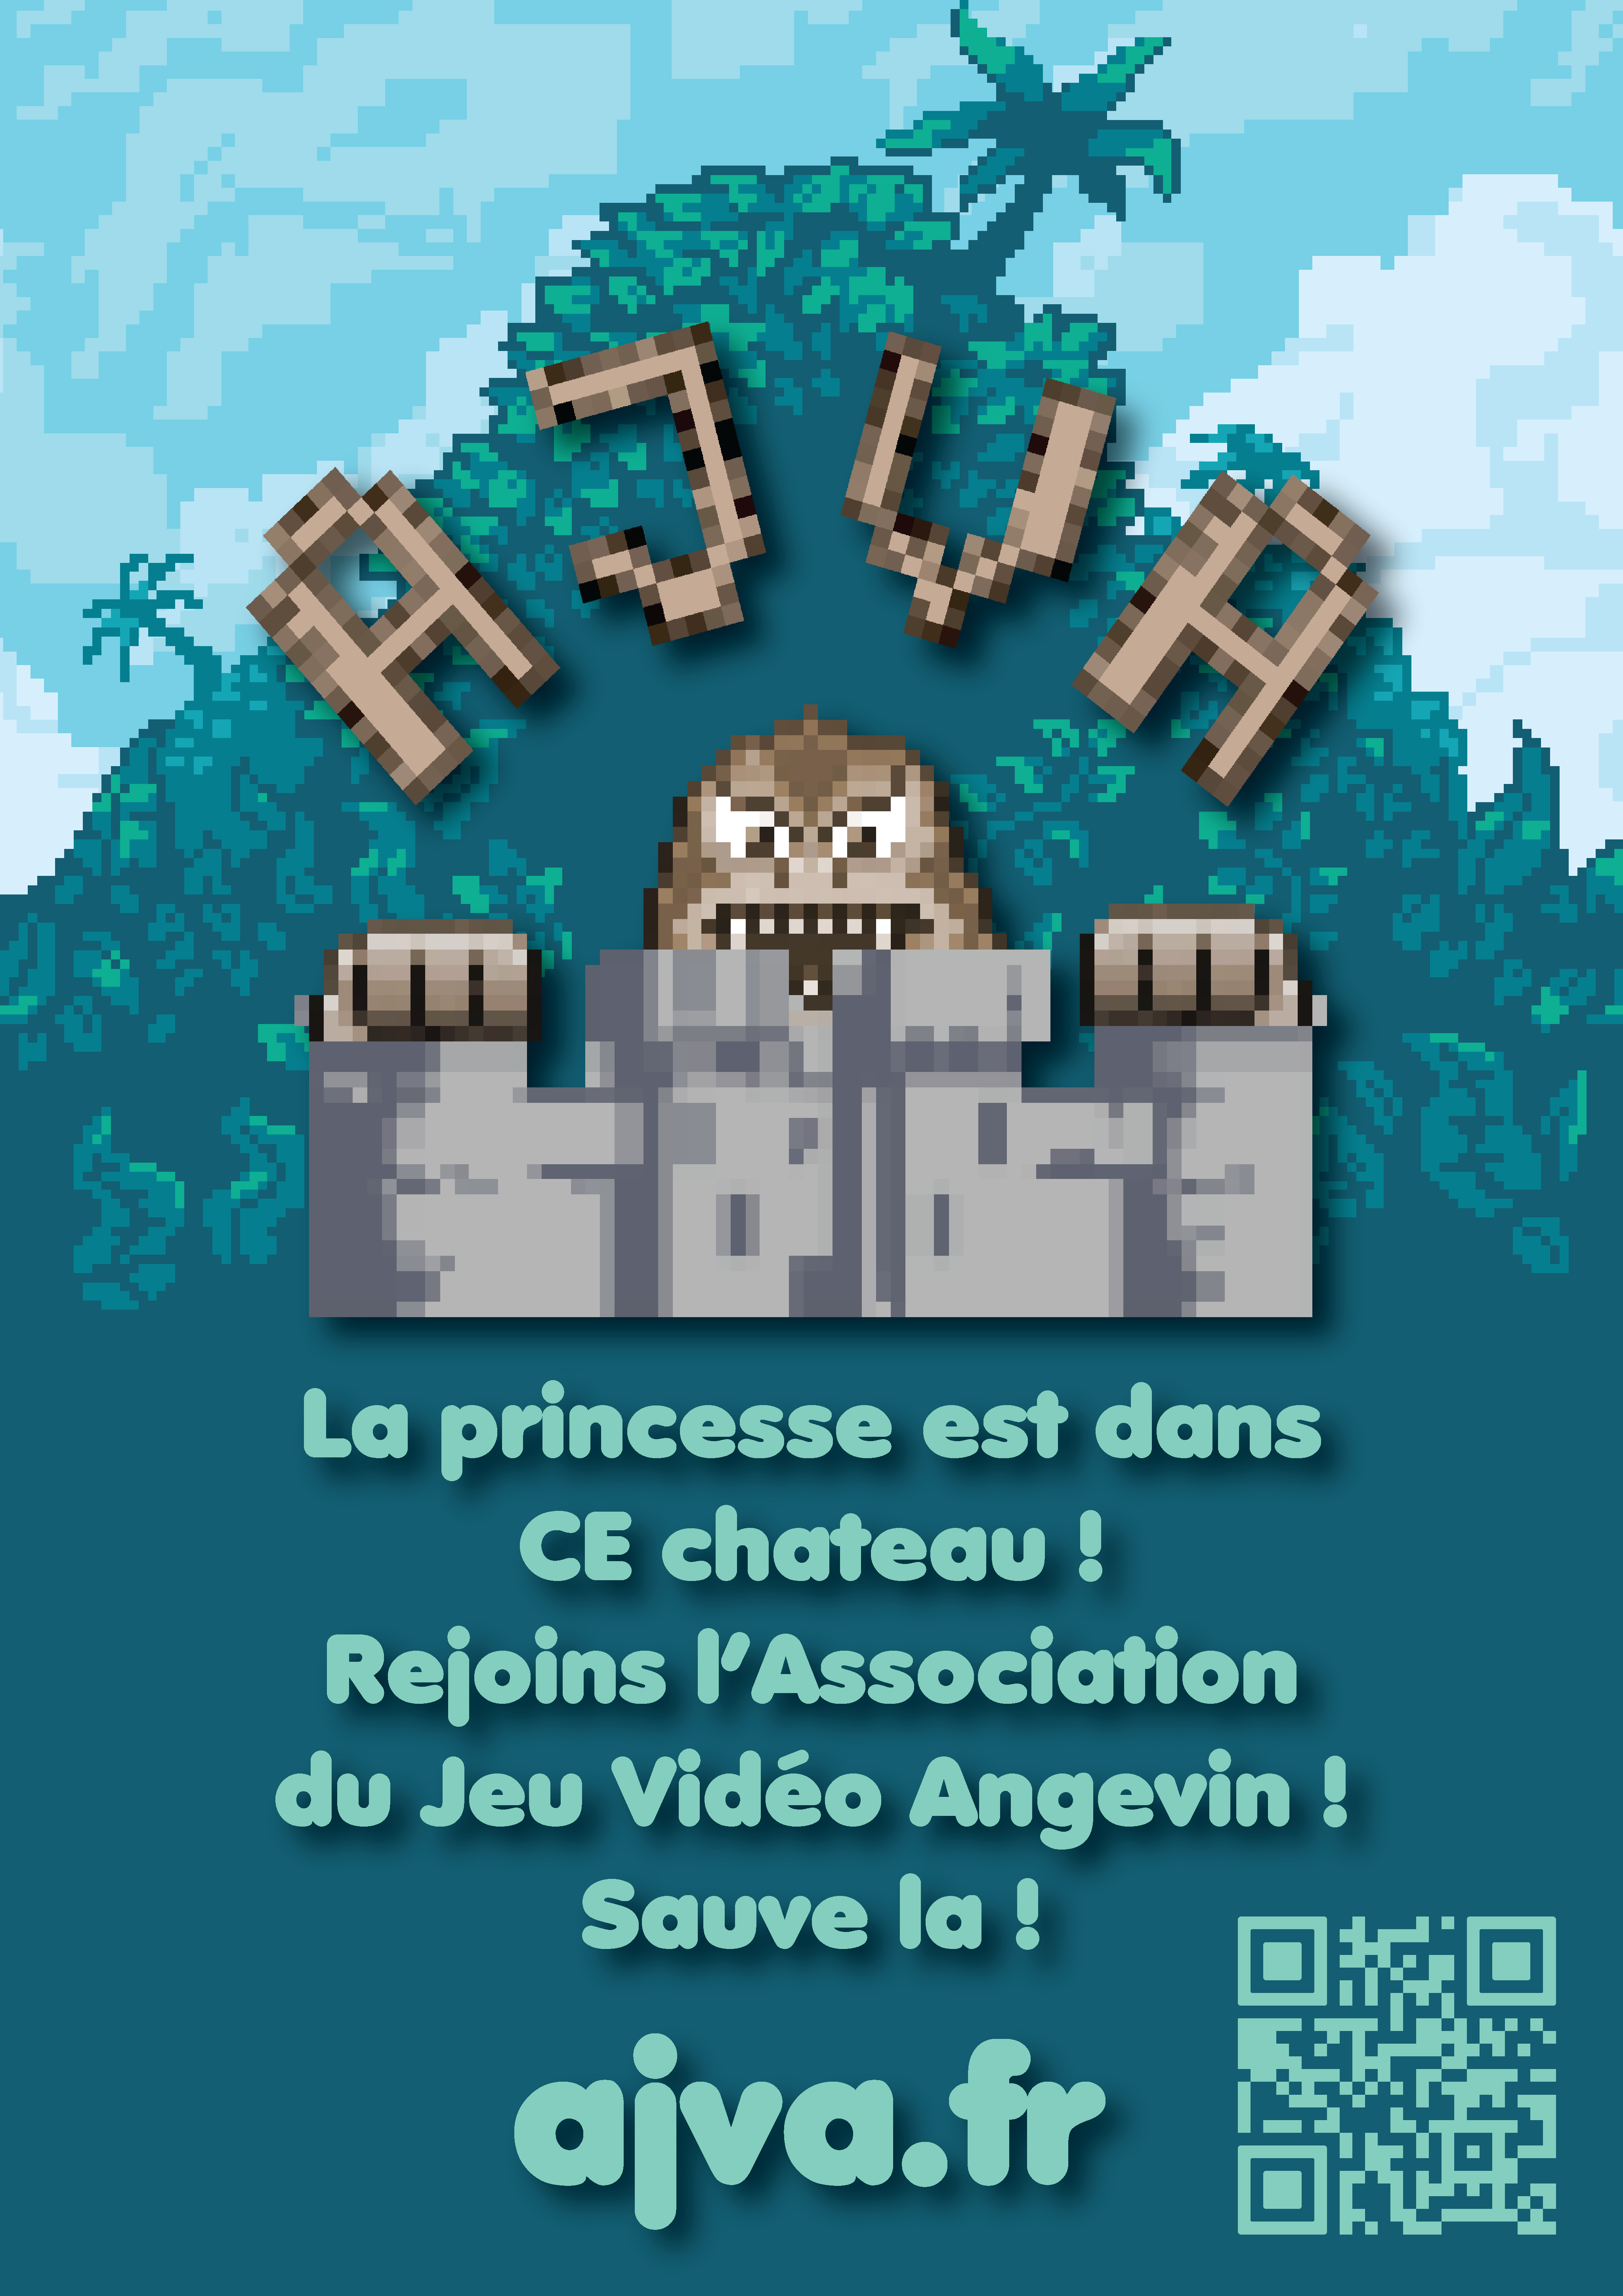 AJVA
La princesse est dans
CE chateau !
Rejoins l'Association
du Jeu Vidéo Angevin !
Sauve la !
ajva.fr